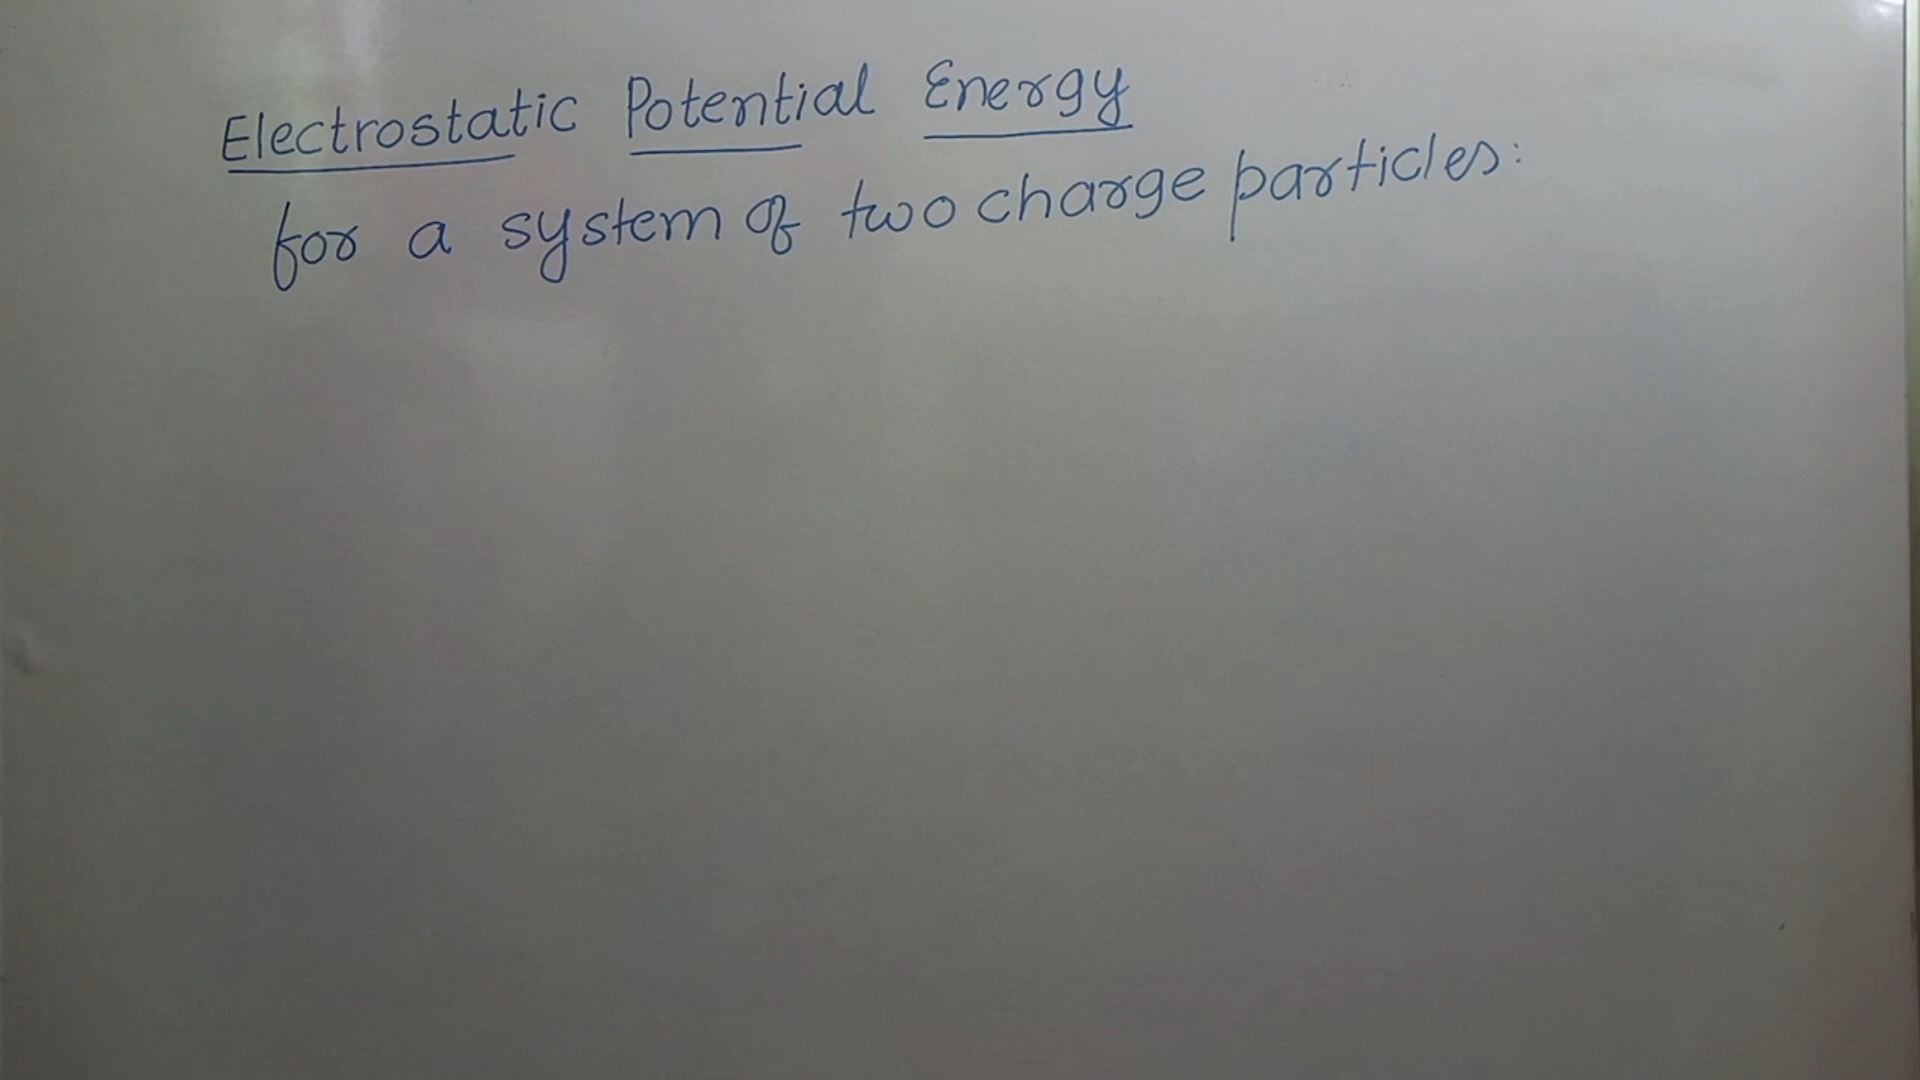 Electrostatic Potential Energy
for a system of two charge particles: